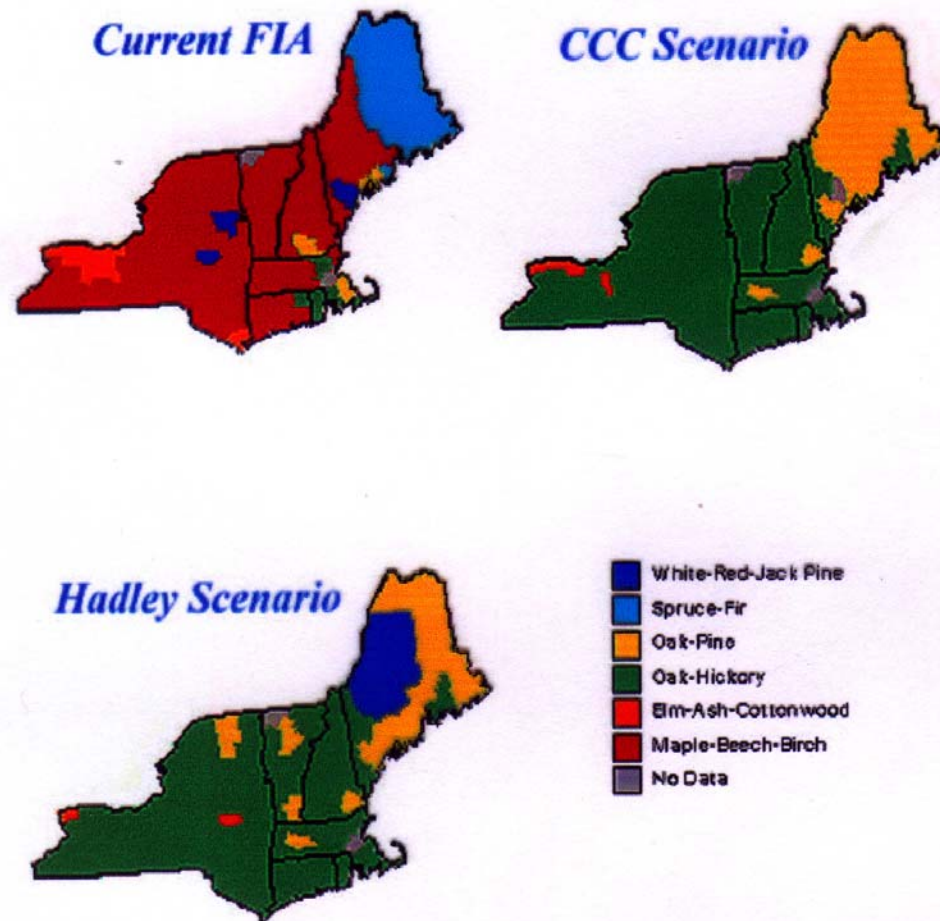 Current FIA
CCC Scenario
Hadley Scenario
White-Red-Jack Pine
Spruce-Fir
Oak-Pine
Oak-Hickory
Elm-Ash-Cottonwood
Maple-Beech-Birch
No Data